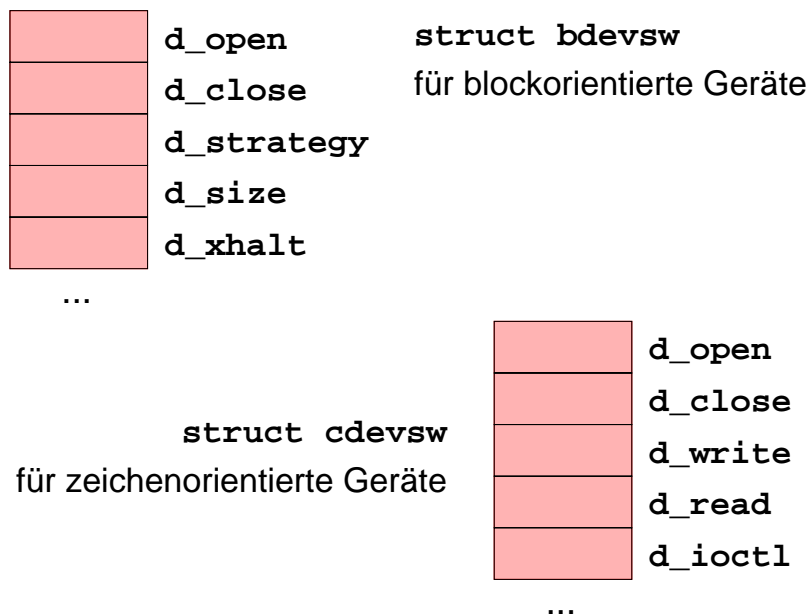 d_open
d_close
d_strategy
d_size
d_xhalt
...
struct bdevsw
für blockorientierte Geräte
struct cdevsw
für zeichenorientierte Geräte
d_open
d_close
d_write
d_read
d_ioctl
...